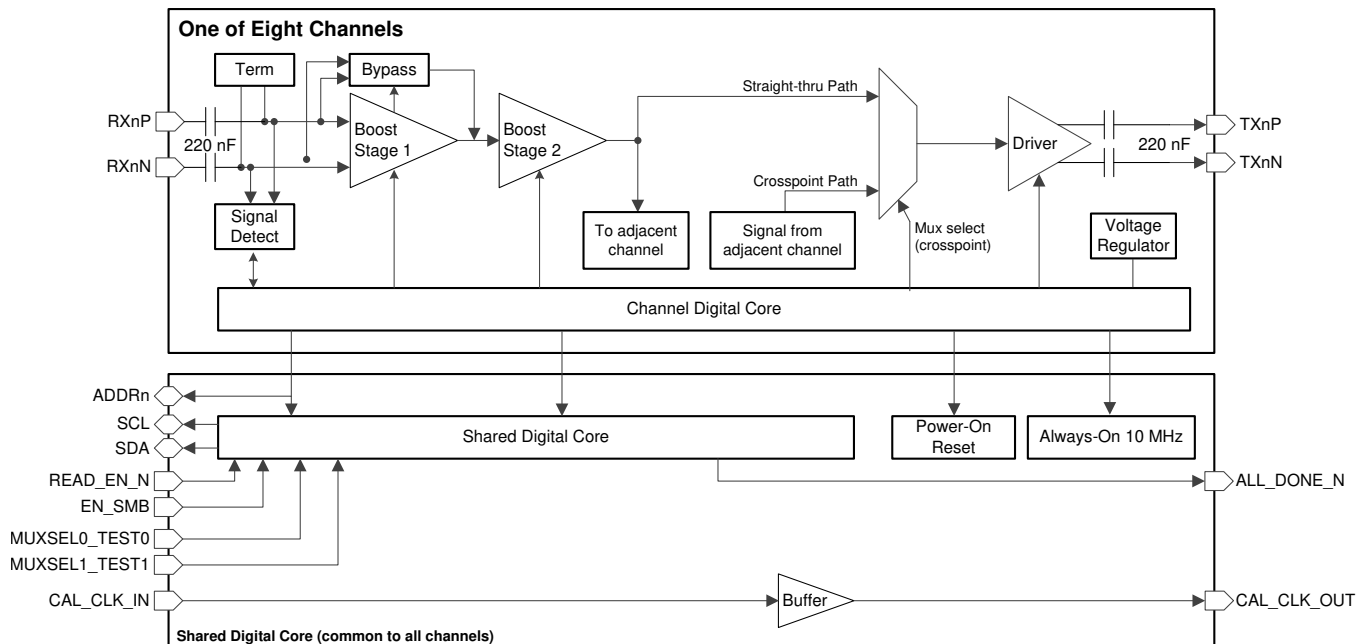 One of Eight Channels
Term
Bypass
RXnP
220 nF
RXnN
Boost
Stage 1
Boost
Stage 2
Straight-thru Path
Crosspoint Path
Driver
220 nF
TXnP
TXnN
Signal
Detect
To adjacent
channel
Signal from
adjacent channel
Mux select
(crosspoint)
Voltage
Regulator
Channel Digital Core
ADDRn
SCL
SDA
READ_EN_N
EN_SMB
MUXSEL0_TEST0
MUXSEL1_TEST1
CAL_CLK_IN
Shared Digital Core
Power-On
Reset
Always-On 10 MHz
ALL_DONE_N
Buffer
CAL_CLK_OUT
Shared Digital Core (common to all channels)